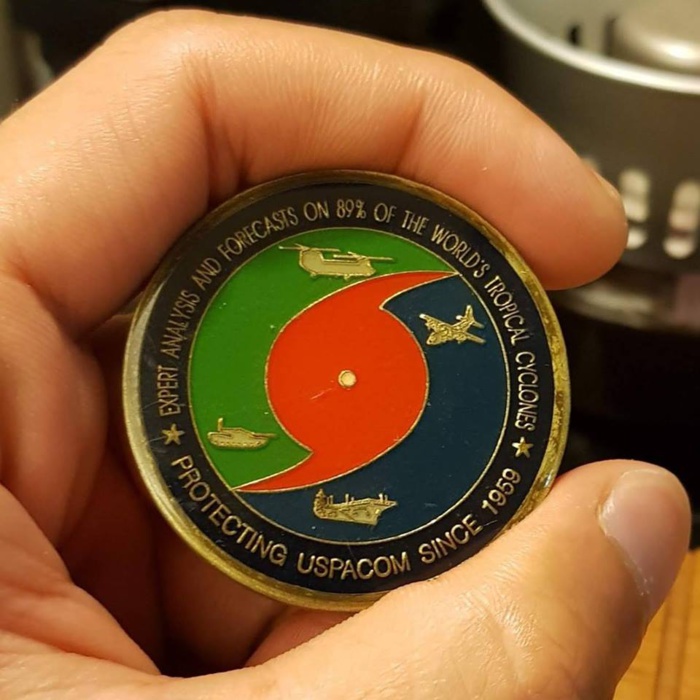 EXPERT ANALYSIS AND FORECASTS ON 89% OF THE WORLD'S TROPICAL CYCLONES
PROTECTING USPACOM SINCE 1959